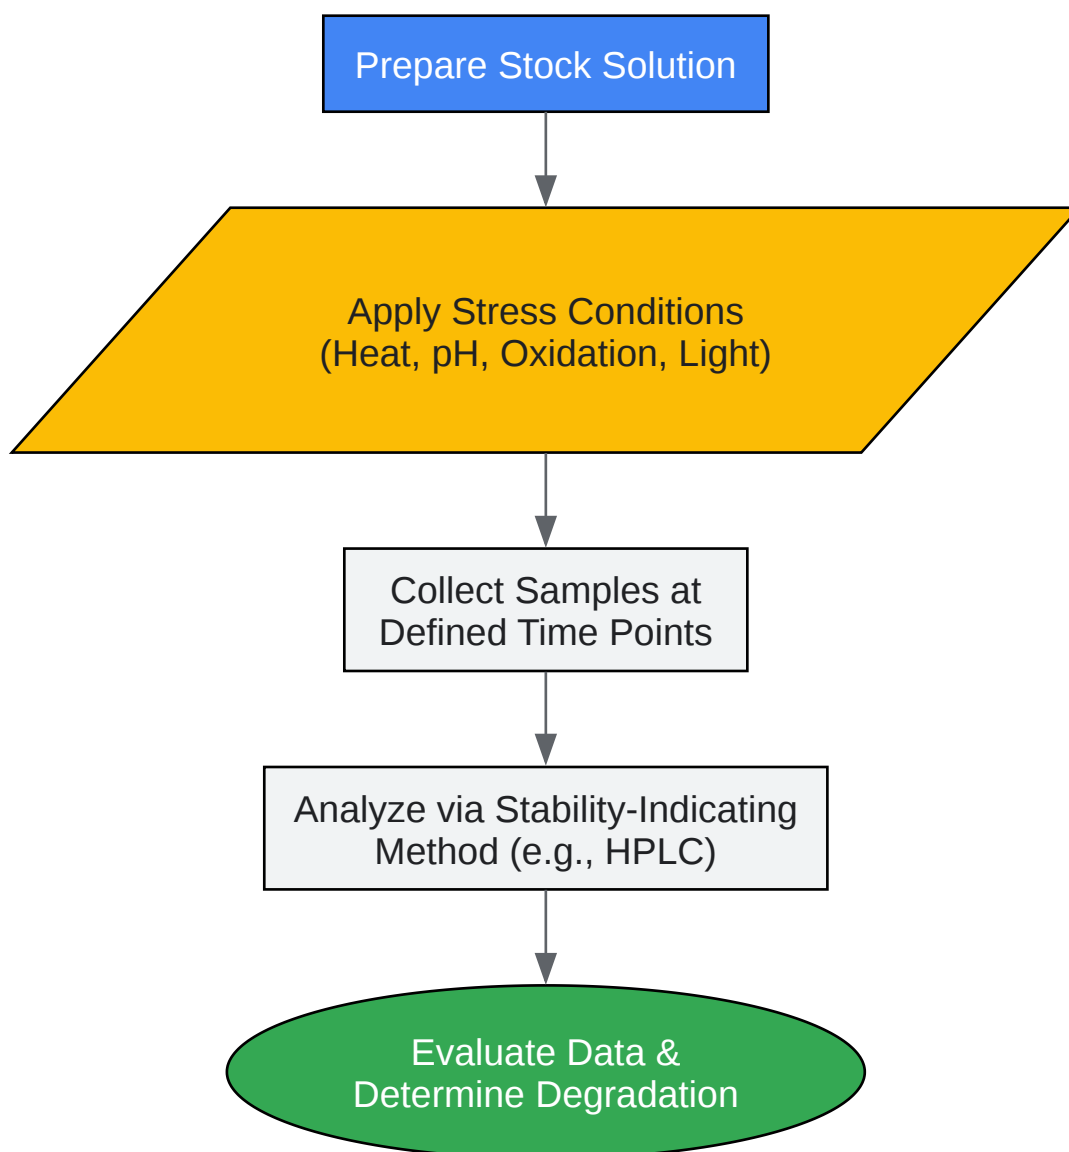 Prepare Stock Solution
Apply Stress Conditions
(Heat, pH, Oxidation, Light)
Collect Samples at
Defined Time Points
Analyze via Stability-Indicating
Method (e.g., HPLC)
Evaluate Data &
Determine Degradation